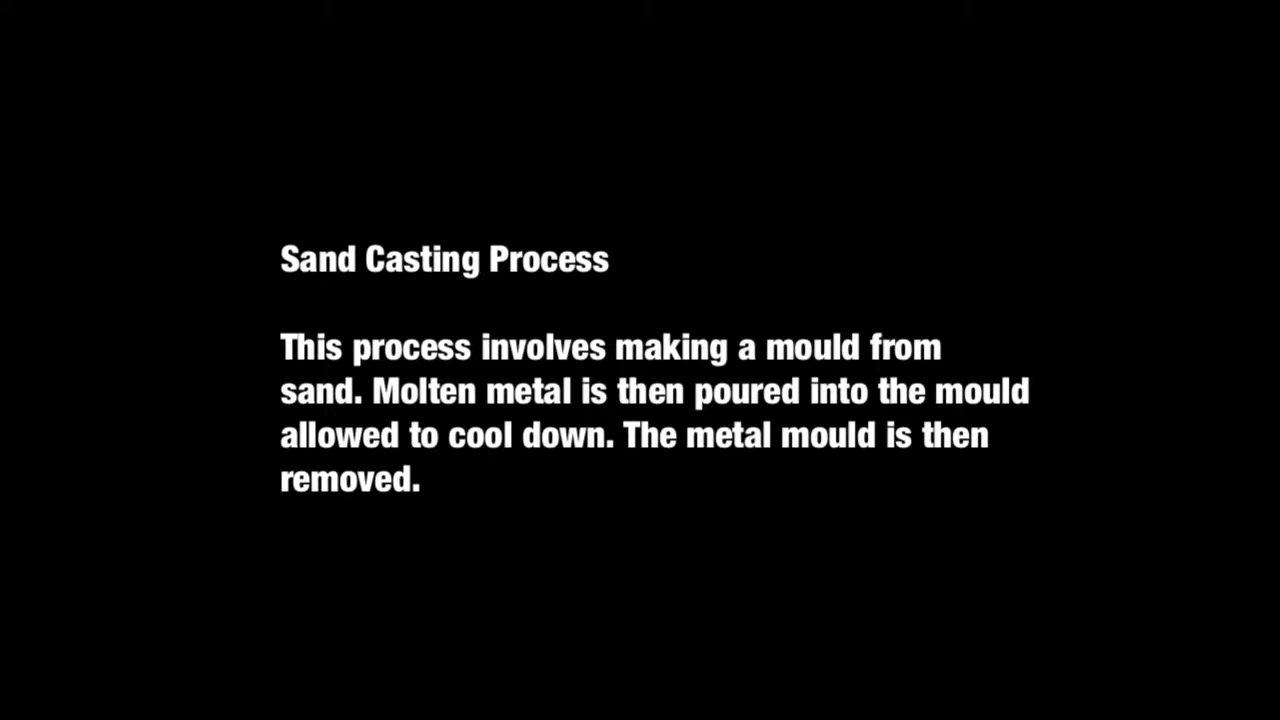 Sand Casting Process
This process involves making a mould from
sand. Molten metal is then poured into the mould
allowed to cool down. The metal mould is then
removed.